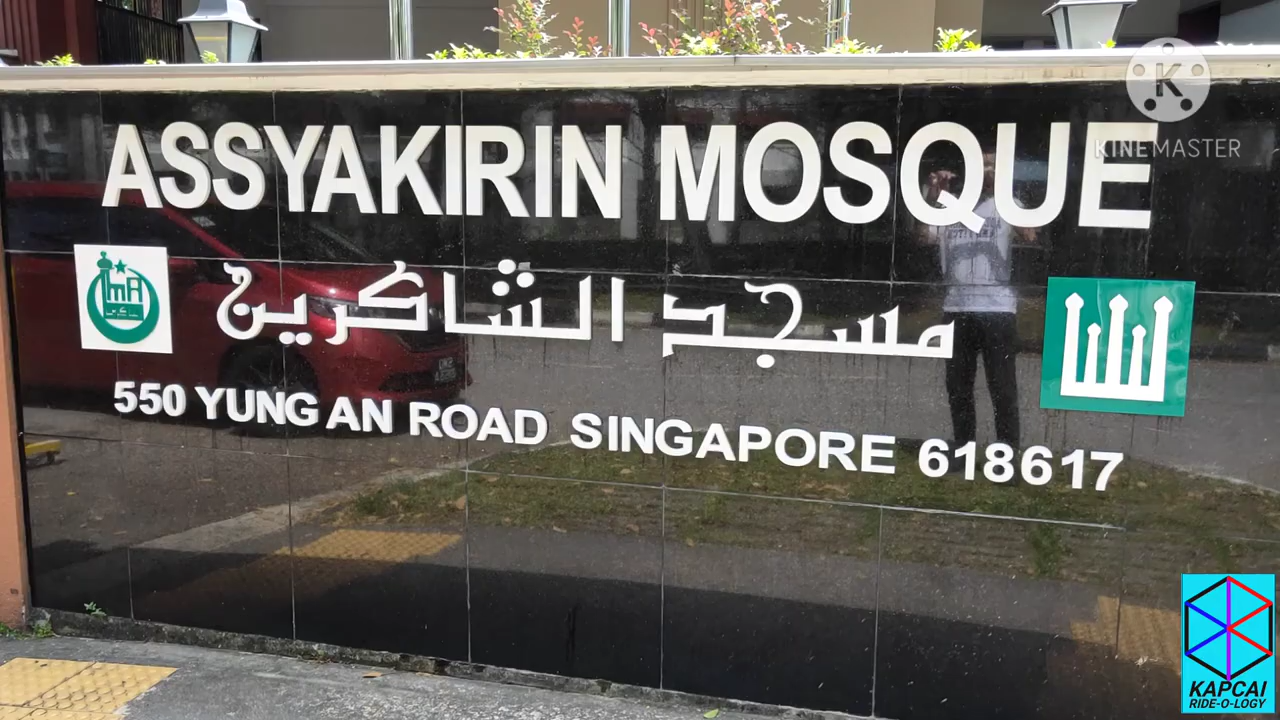 ASSYAKIRIN MOSQUE
مسجد الشاكرين
550 YUNG AN ROAD SINGAPORE 618617
K
KINEMASTER
KAPCAI
RIDE-O-LOGY